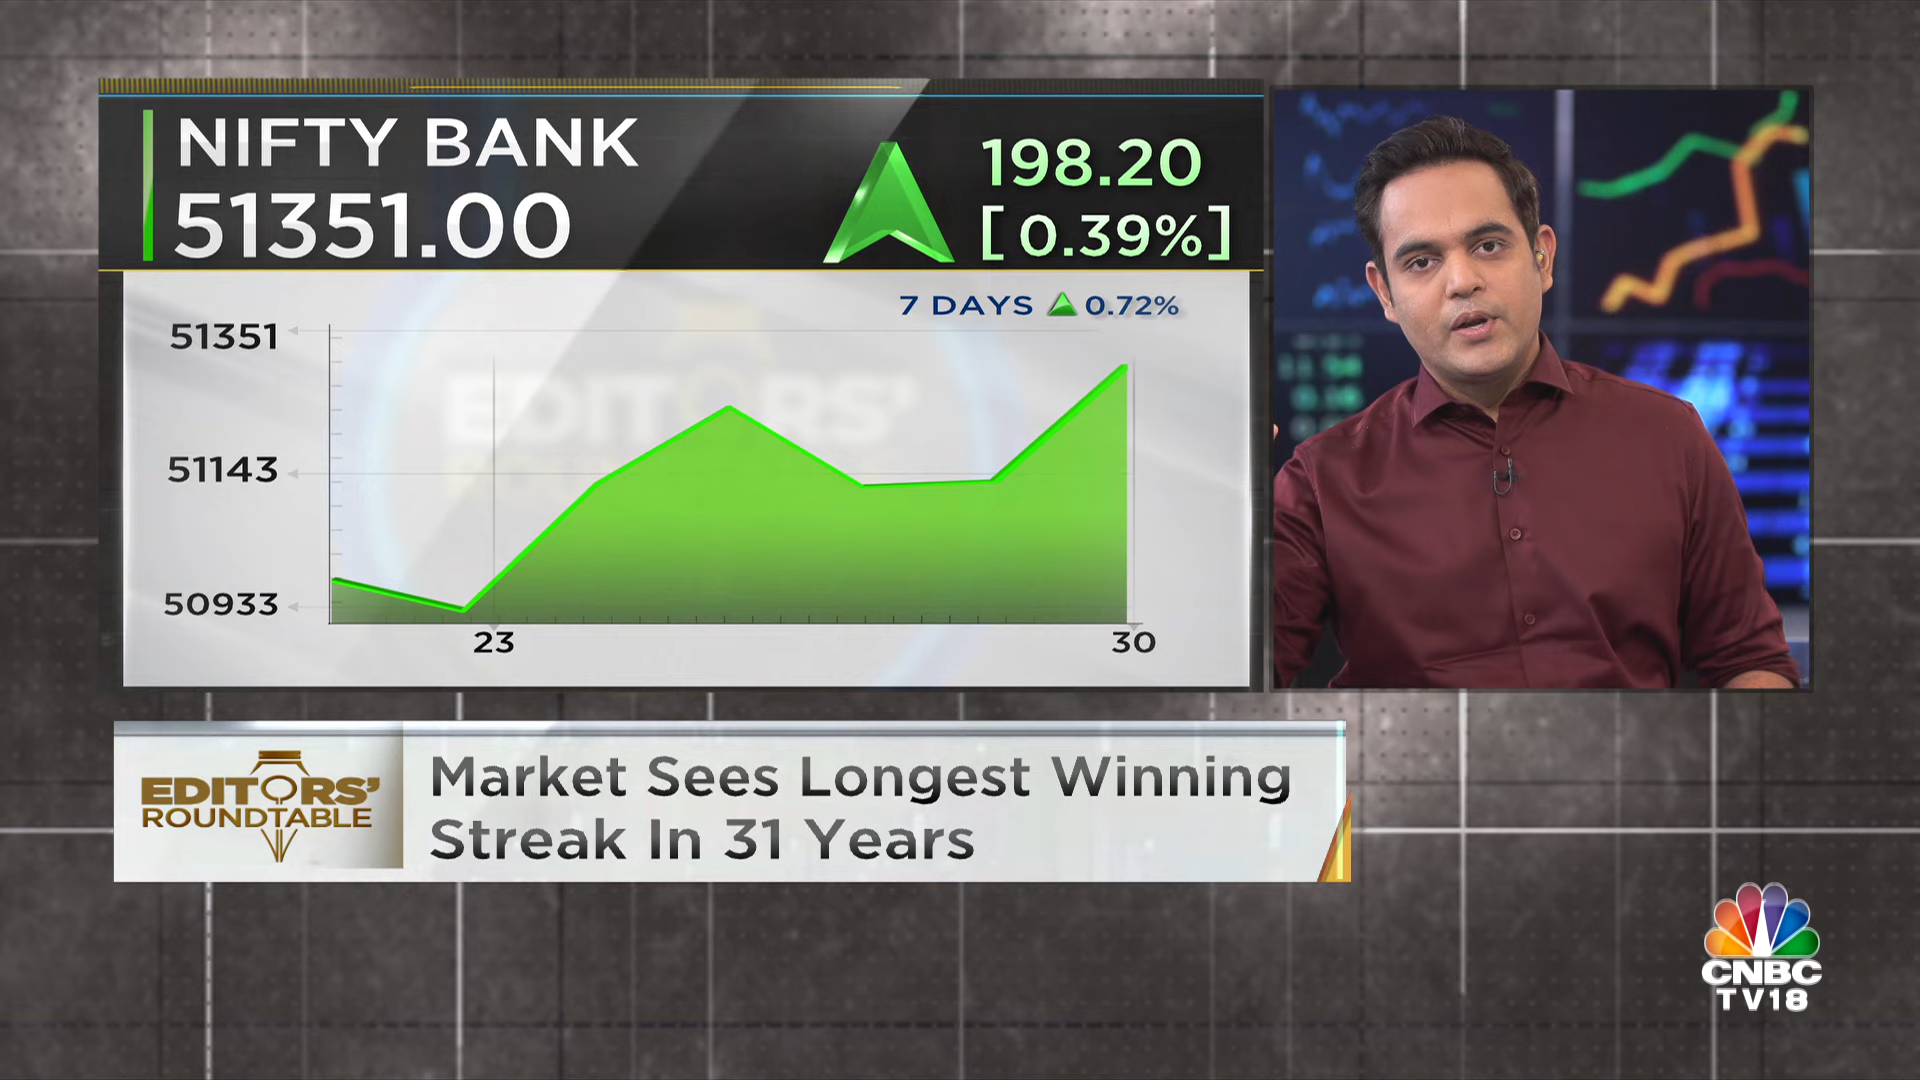 NIFTY BANK
51351.00
198.20
[ 0.39%]
7 DAYS 0.72%
51351
51143
50933
23
30
EDITORS'
ROUNDTABLE
Market Sees Longest Winning
Streak In 31 Years
CNBC
TV18